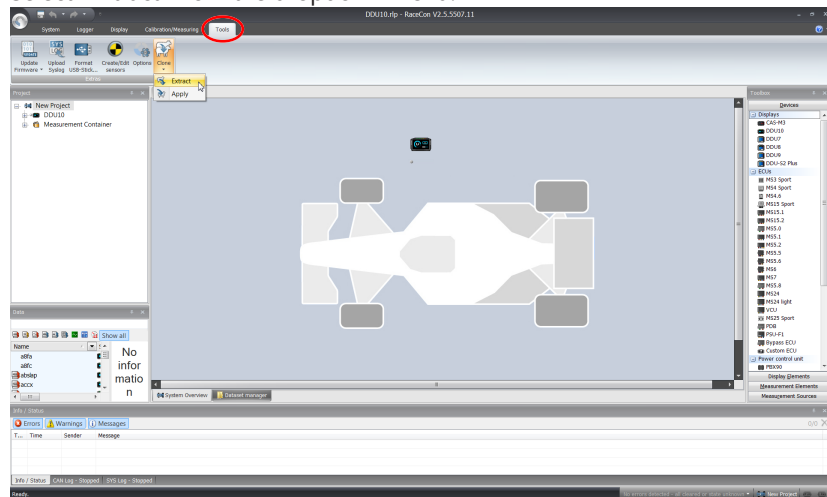 DDU10.rlp - RaceCon V2.5.5507.11
System Logger Display Calibration/Measuring Tools
Update Firmware
Upload Syslog
Format USB-Stick...
Create/Edit sensors
Options
Clone
Extras
Extract
Apply
Project
New Project
DDU10
Measurement Container
Data
Show all
Name
a8fa
a8fc
abslap
accx
No
infor
matio
n
System Overview Dataset manager
Toolbox
Devices
Displays
CAS-M3
DDU10
DDU7
DDU8
DDU9
DDU-S2 Plus
ECUs
MS3 Sport
MS4 Sport
MS4.6
MS15 Sport
MS15.1
MS15.2
MS5.0
MS5.1
MS5.2
MS5.5
MS5.6
MS6
MS7
MS5.8
MS24
MS24 light
VCU
MS25 Sport
PDB
PSU-F1
Bypass ECU
Custom ECU
Power control unit
PBX90
Display Elements
Measurement Elements
Measurement Sources
Info / Status
Errors Warnings Messages
0/0
T... Time Sender Message
Info / Status CAN Log - Stopped SYS Log - Stopped
Ready.
New Project